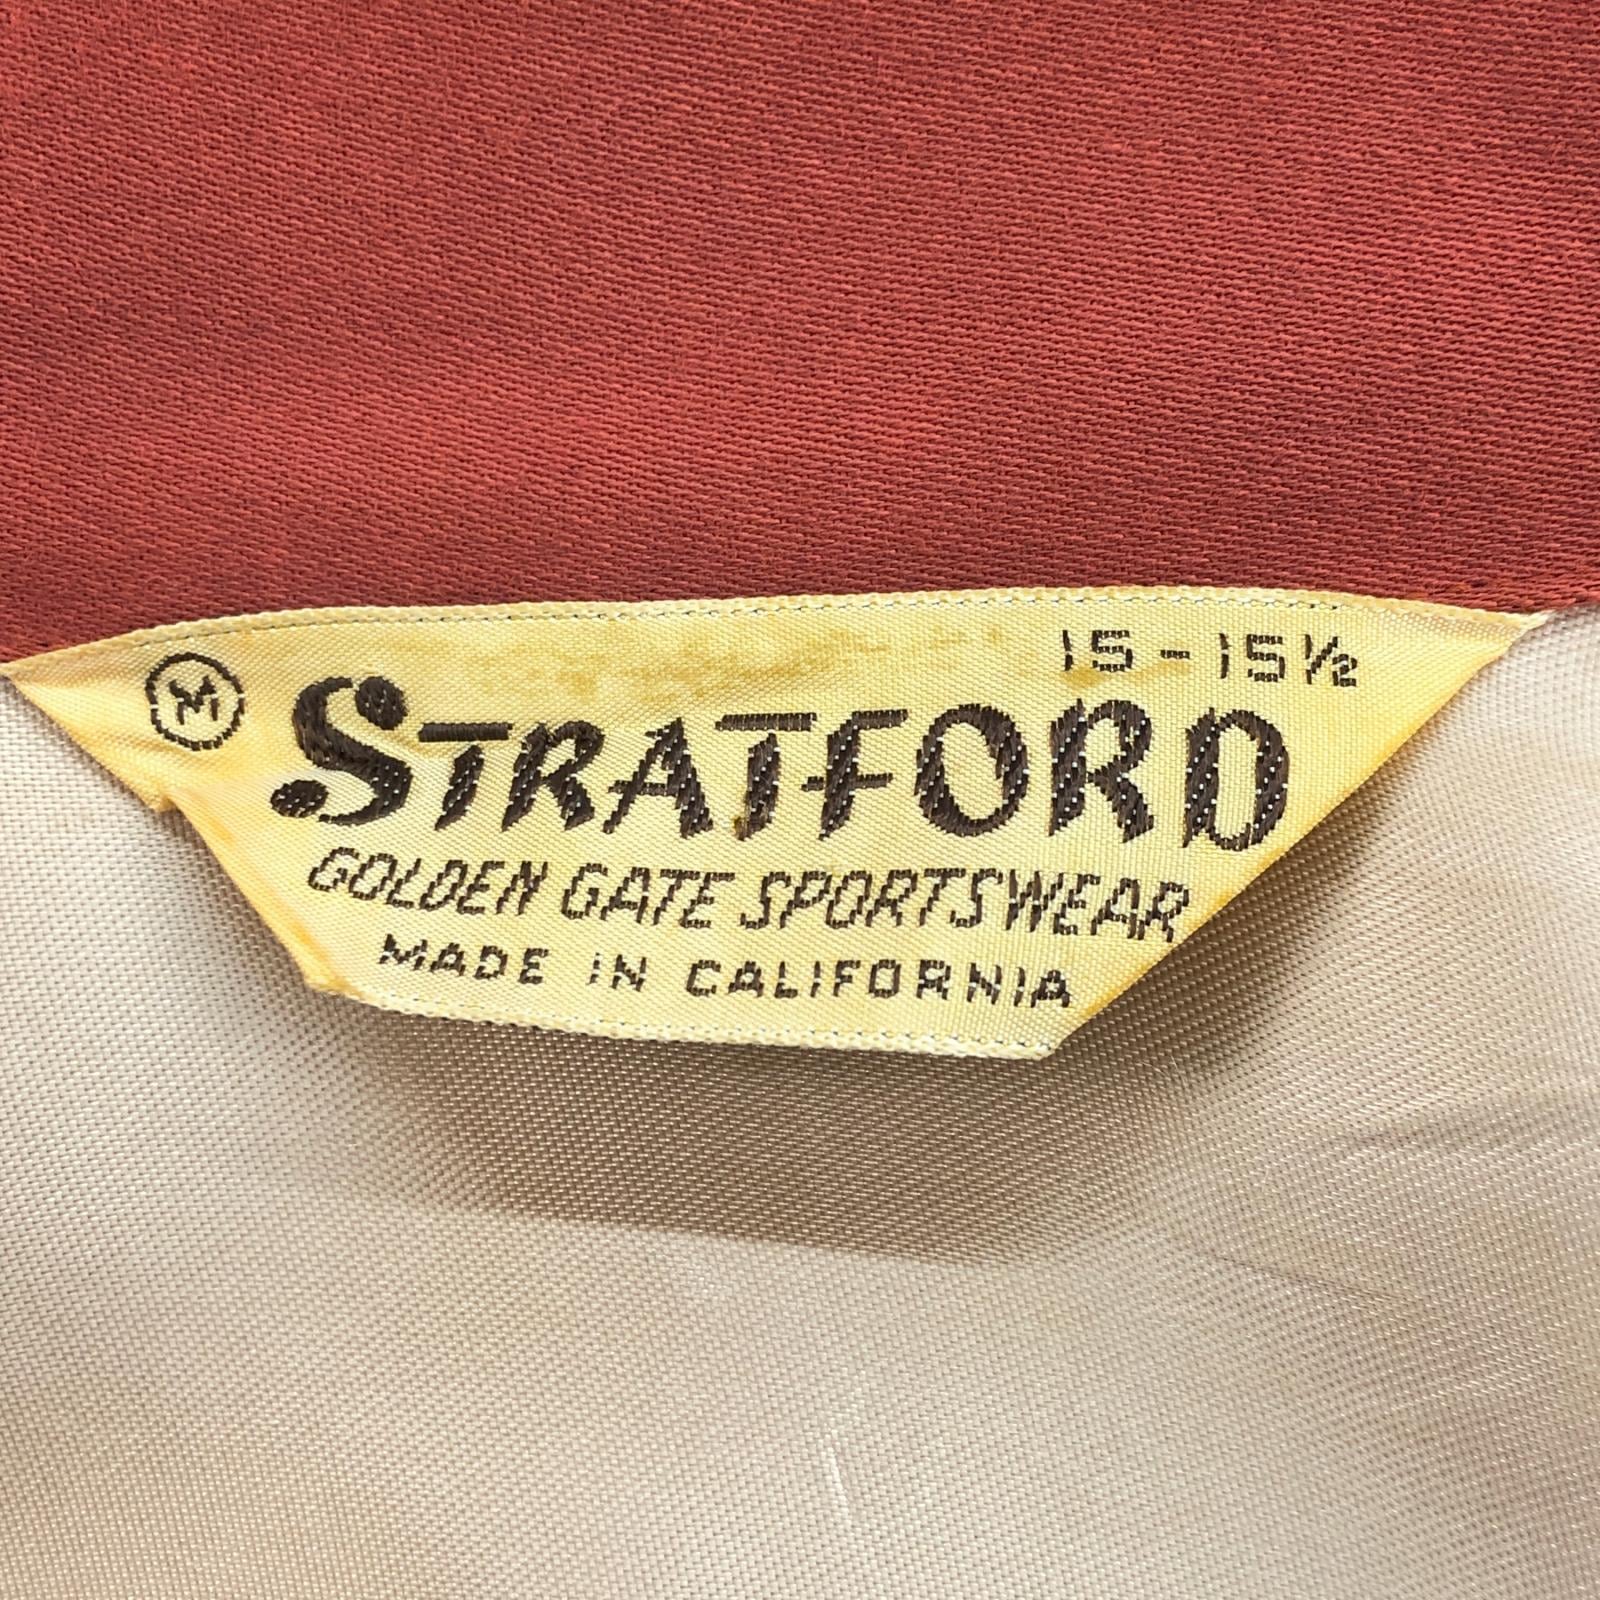 M 15-15½
STRATFORD
GOLDEN GATE SPORTSWEAR
MADE IN CALIFORNIA